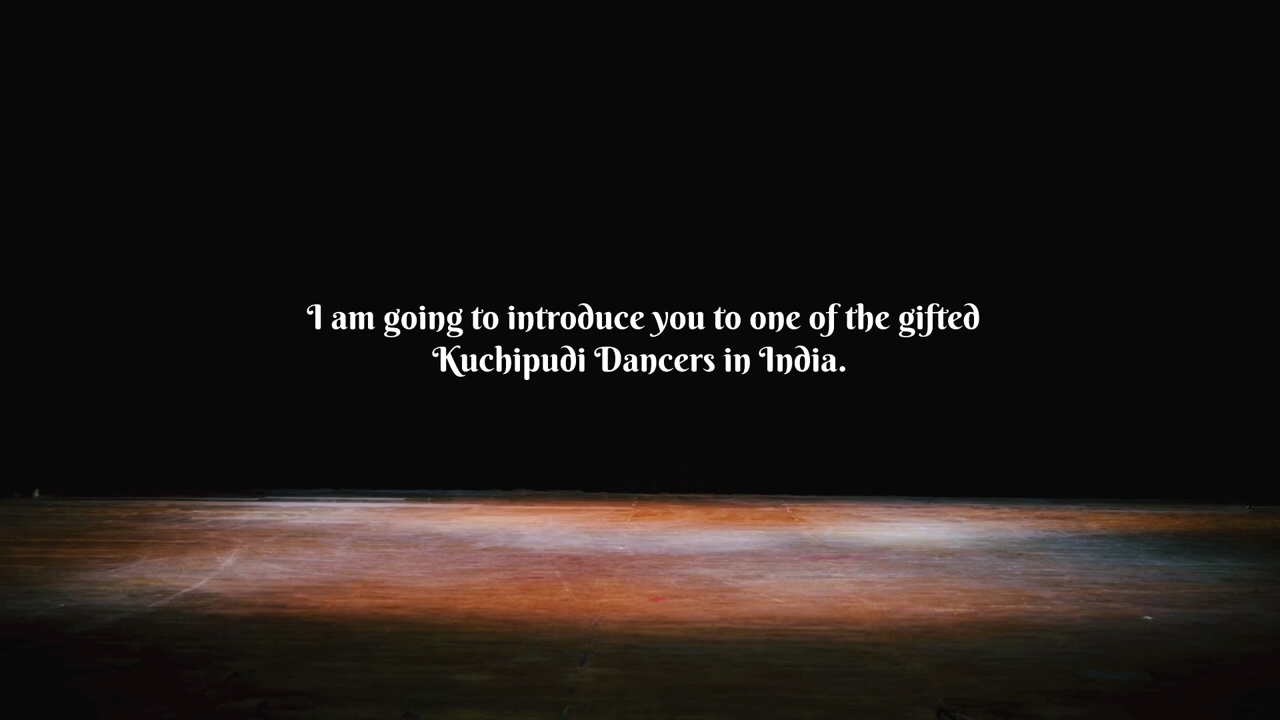 I am going to introduce you to one of the gifted
Kuchipudi Dancers in India.